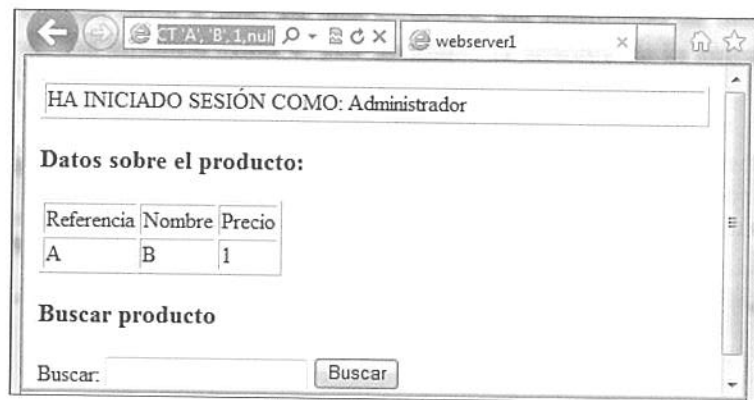 CT 'A', 'B', 1,null
webserver1
HA INICIADO SESIÓN COMO: Administrador
Datos sobre el producto:
Referencia Nombre Precio
A B 1
Buscar producto
Buscar: Buscar